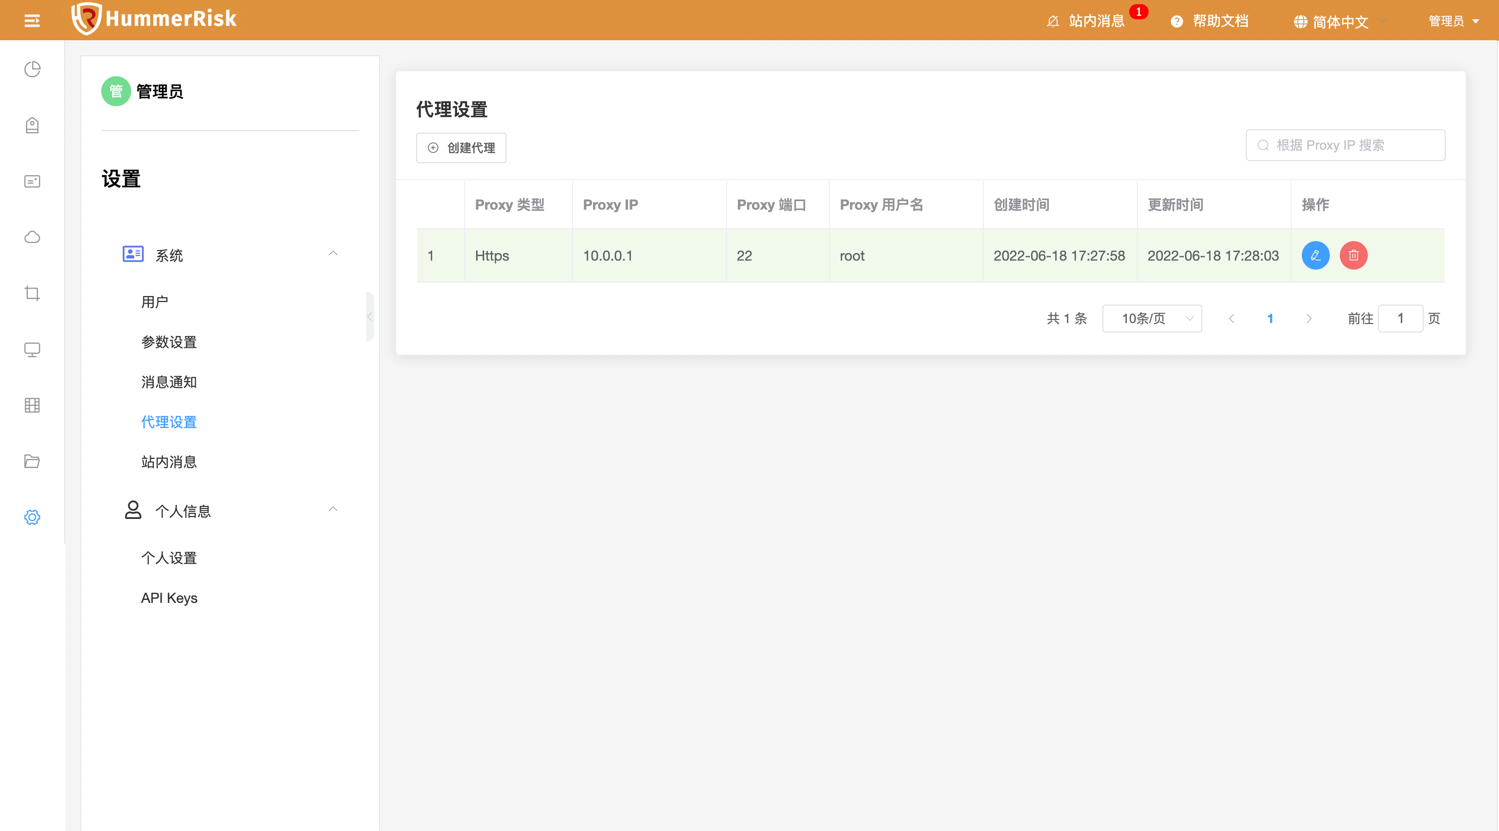 HummerRisk
站内消息
1
帮助文档
简体中文
管理员
管 管理员
设置
系统
用户
参数设置
消息通知
代理设置
站内消息
个人信息
个人设置
API Keys
代理设置
创建代理
根据 Proxy IP 搜索
Proxy 类型 Proxy IP Proxy 端口 Proxy 用户名 创建时间 更新时间 操作
1 Https 10.0.0.1 22 root 2022-06-18 17:27:58 2022-06-18 17:28:03
共 1 条 10条/页 1 前往 1 页